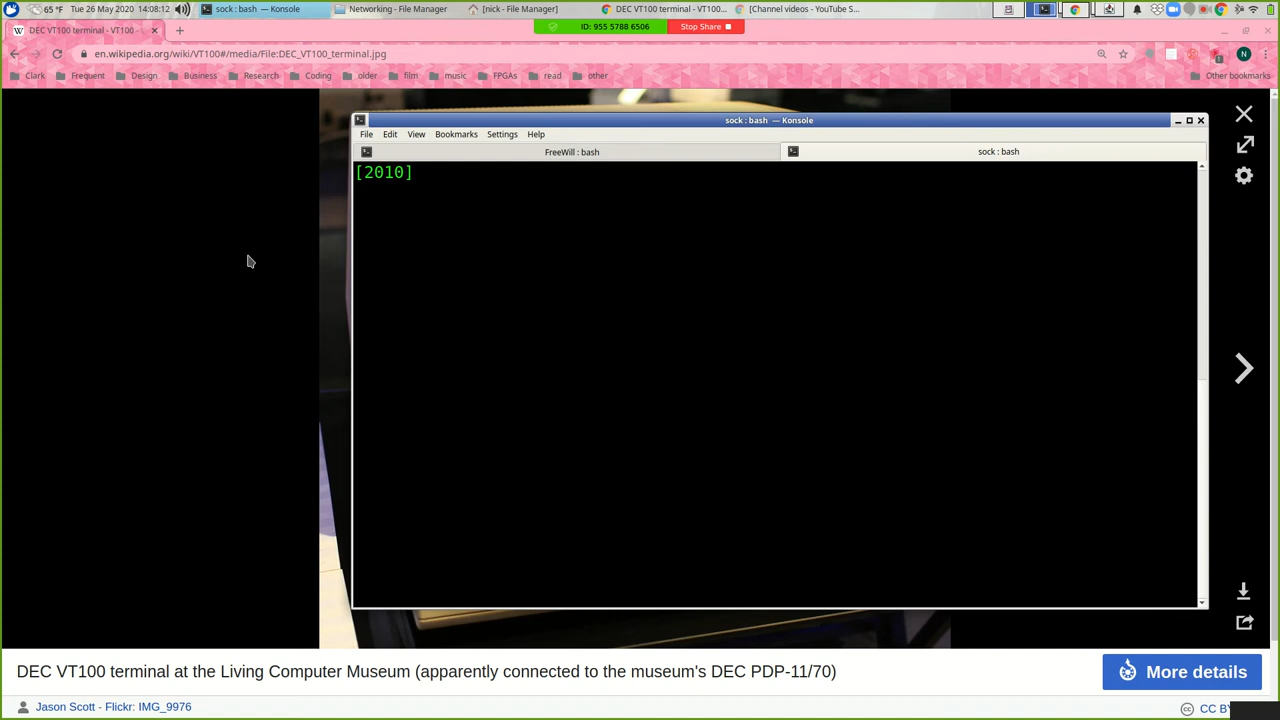 65 °F
Tue 26 May 2020 14:08:12
sock : bash — Konsole
Networking - File Manager
[nick - File Manager]
DEC VT100 terminal - VT100...
[Channel videos - YouTube S...
DEC VT100 terminal - VT100 -
ID: 955 5788 6506
Stop Share
en.wikipedia.org/wiki/VT100#/media/File:DEC_VT100_terminal.jpg
N
Clark
Frequent
Design
Business
Research
Coding
older
film
music
FPGAs
read
other
Other bookmarks
sock : bash — Konsole
File Edit View Bookmarks Settings Help
FreeWill : bash
sock : bash
[2010]
DEC VT100 terminal at the Living Computer Museum (apparently connected to the museum's DEC PDP-11/70)
More details
Jason Scott - Flickr: IMG_9976
CC